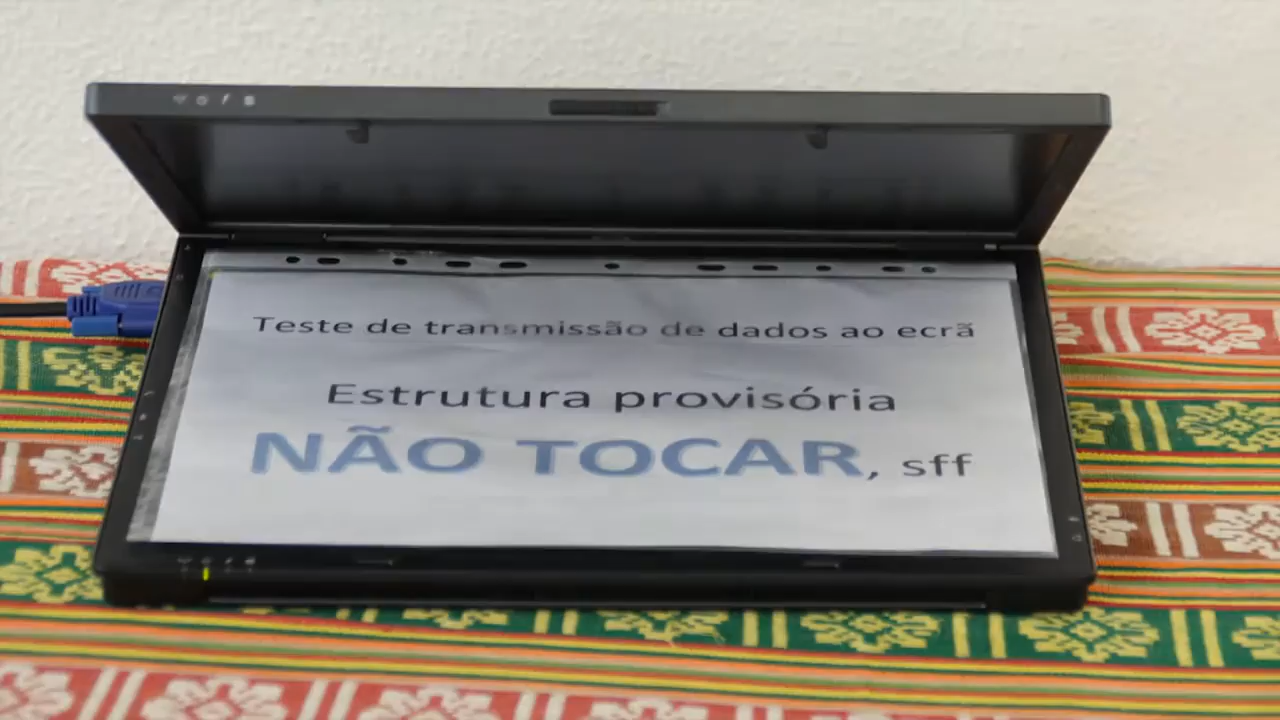 Teste de transmissão de dados ao ecrã
Estrutura provisória
NÃO TOCAR, sff